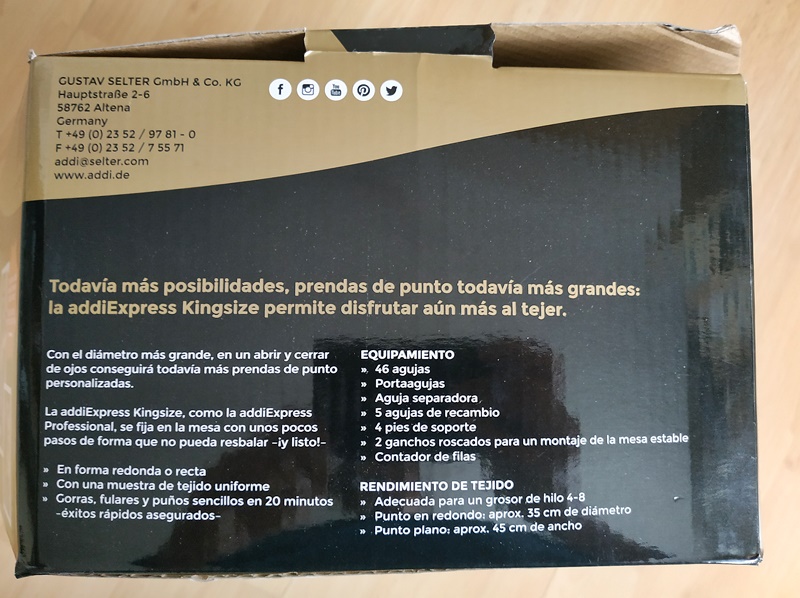 GUSTAV SELTER GmbH & Co. KG
Hauptstraße 2-6
58762 Altena
Germany
T +49 (0) 23 52 / 97 81 - 0
F +49 (0) 23 52 / 7 55 71
addi@selter.com
www.addi.de
Todavía más posibilidades, prendas de punto todavía más grandes:
la addiExpress Kingsize permite disfrutar aún más al tejer.
Con el diámetro más grande, en un abrir y cerrar
de ojos conseguirá todavía más prendas de punto
personalizadas.
La addiExpress Kingsize, como la addiExpress
Professional, se fija en la mesa con unos pocos
pasos de forma que no pueda resbalar –¡y listo!–
» En forma redonda o recta
» Con una muestra de tejido uniforme
» Gorras, fulares y puños sencillos en 20 minutos
–éxitos rápidos asegurados–
EQUIPAMIENTO
» 46 agujas
» Portaagujas
» Aguja separadora
» 5 agujas de recambio
» 4 pies de soporte
» 2 ganchos roscados para un montaje de la mesa estable
» Contador de filas
RENDIMIENTO DE TEJIDO
» Adecuada para un grosor de hilo 4-8
» Punto en redondo: aprox. 35 cm de diámetro
» Punto plano: aprox. 45 cm de ancho